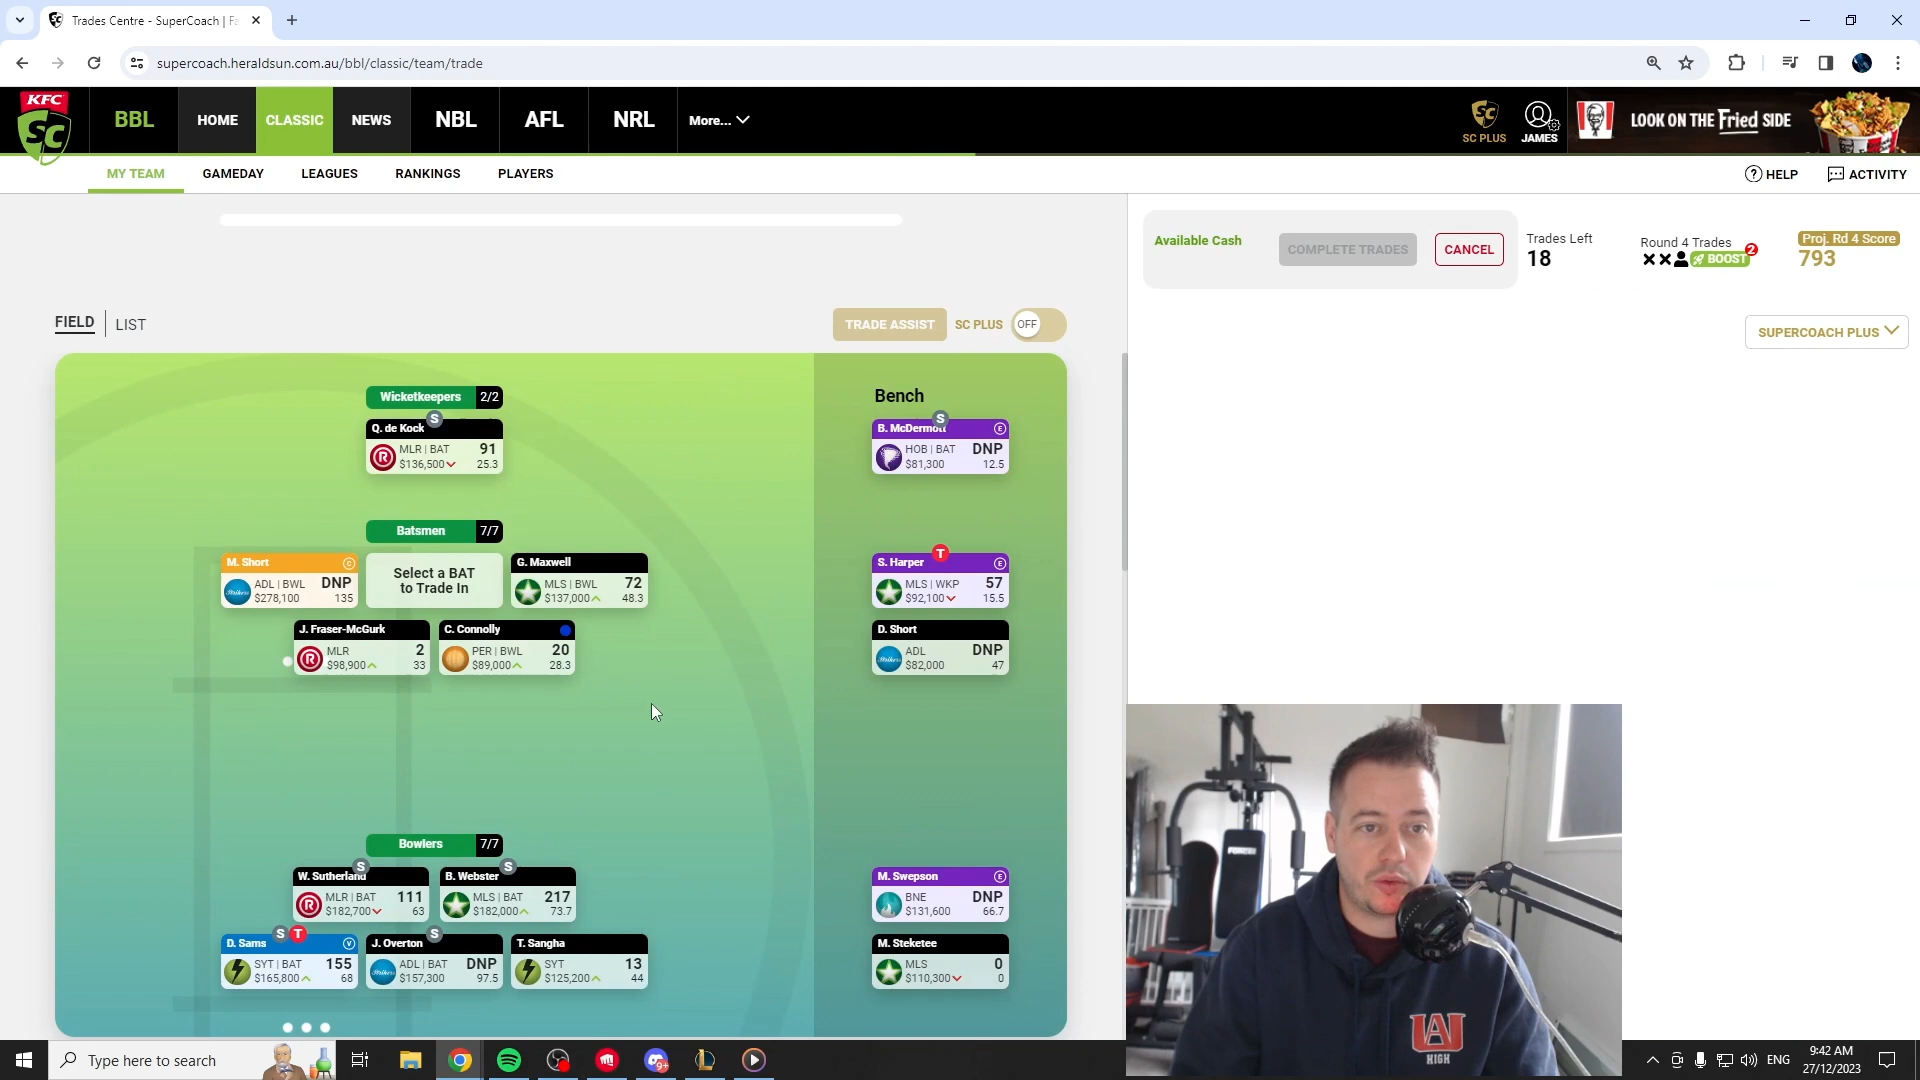 Trades Centre - SuperCoach | Fa
supercoach.heraldsun.com.au/bbl/classic/team/trade
KFC
SC
BBL
HOME
CLASSIC
NEWS
NBL
AFL
NRL
More...
SC
SC PLUS
JAMES
LOOK ON THE Fried SIDE
MY TEAM
GAMEDAY
LEAGUES
RANKINGS
PLAYERS
? HELP
ACTIVITY
Available Cash
COMPLETE TRADES
CANCEL
Trades Left
18
Round 4 Trades
BOOST
2
Proj. Rd 4 Score
793
FIELD
LIST
TRADE ASSIST
SC PLUS
OFF
SUPERCOACH PLUS
Wicketkeepers 2/2
Bench
S
Q. de Kock
MLR | BAT 91
$136,500 25.3
S
B. McDermott E
HOB | BAT DNP
$81,300 12.5
Batsmen 7/7
M. Short C
ADL | BWL DNP
$278,100 135
Select a BAT
to Trade In
G. Maxwell
MLS | BWL 72
$137,000 48.3
T
S. Harper E
MLS | WKP 57
$92,100 15.5
J. Fraser-McGurk
MLR 2
$98,900 33
C. Connolly
PER | BWL 20
$89,000 28.3
D. Short
ADL DNP
$82,000 47
Bowlers 7/7
S
W. Sutherland
MLR | BAT 111
$182,700 63
S
B. Webster
MLS | BAT 217
$182,000 73.7
M. Swepson E
BNE DNP
$131,600 66.7
S T
D. Sams V
SYT | BAT 155
$165,800 68
S
J. Overton
ADL | BAT DNP
$157,300 97.5
T. Sangha
SYT 13
$125,200 44
M. Steketee
MLS 0
$110,300 0
HIGH
Type here to search
9+
ENG
9:42 AM
27/12/2023